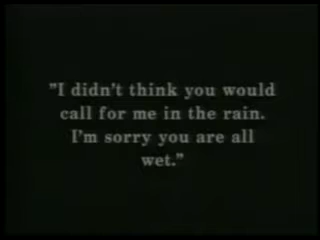 "I didn't think you would
call for me in the rain.
I'm sorry you are all
wet."